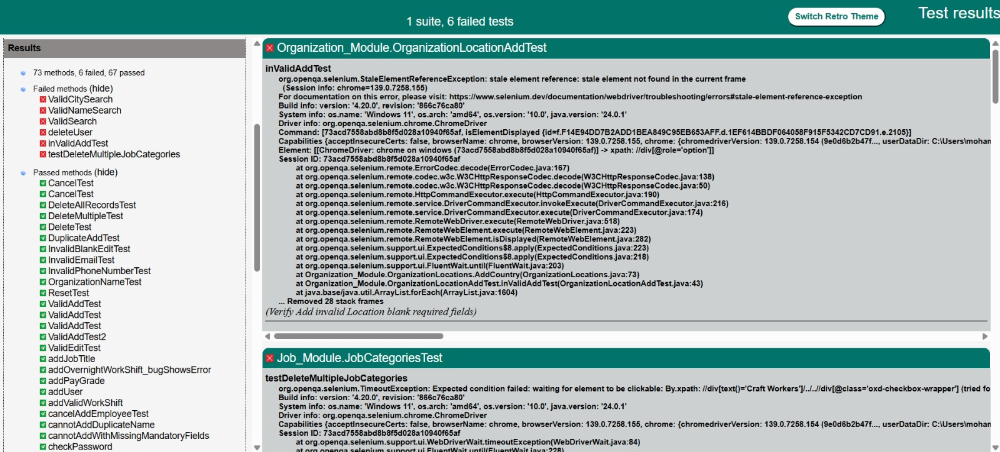 1 suite, 6 failed tests
Switch Retro Theme
Test results
Results
73 methods, 6 failed, 67 passed
Failed methods (hide)
ValidCitySearch
ValidNameSearch
ValidSearch
deleteUser
inValidAddTest
testDeleteMultipleJobCategories
Passed methods (hide)
CancelTest
CancelTest
DeleteAllRecordsTest
DeleteMultipleTest
DeleteTest
DuplicateAddTest
InvalidBlankEditTest
InvalidEmailTest
InvalidPhoneNumberTest
OrganizationNameTest
ResetTest
ValidAddTest
ValidAddTest
ValidAddTest
ValidAddTest2
ValidEditTest
addJobTitle
addOvernightWorkShift_bugShowsError
addPayGrade
addUser
addValidWorkShift
cancelAddEmployeeTest
cannotAddDuplicateName
cannotAddWithMissingMandatoryFields
checkPassword
Organization_Module.OrganizationLocationAddTest
inValidAddTest
org.openqa.selenium.StaleElementReferenceException: stale element reference: stale element not found in the current frame
(Session info: chrome=139.0.7258.155)
For documentation on this error, please visit: https://www.selenium.dev/documentation/webdriver/troubleshooting/errors#stale-element-reference-exception
Build info: version: '4.20.0', revision: '866c76ca80'
System info: os.name: 'Windows 11', os.arch: 'amd64', os.version: '10.0', java.version: '24.0.1'
Driver info: org.openqa.selenium.chrome.ChromeDriver
Command: [73acd7558abd8b8f5d028a10940f65af, isElementDisplayed {id=f.F14E94DD7B2ADD1BEA849C95EB653AFF.d.1EF614BBDF064058F915F5342CD7CD91.e.2105}]
Capabilities {acceptInsecureCerts: false, browserName: chrome, browserVersion: 139.0.7258.155, chrome: {chromedriverVersion: 139.0.7258.154 (9e0d6b2b47f..., userDataDir: C:\Users\moham
Element: [[ChromeDriver: chrome on windows (73acd7558abd8b8f5d028a10940f65af)] -> xpath: //div[@role='option']]
Session ID: 73acd7558abd8b8f5d028a10940f65af
at org.openqa.selenium.remote.ErrorCodec.decode(ErrorCodec.java:167)
at org.openqa.selenium.remote.codec.w3c.W3CHttpResponseCodec.decode(W3CHttpResponseCodec.java:138)
at org.openqa.selenium.remote.codec.w3c.W3CHttpResponseCodec.decode(W3CHttpResponseCodec.java:50)
at org.openqa.selenium.remote.HttpCommandExecutor.execute(HttpCommandExecutor.java:190)
at org.openqa.selenium.remote.service.DriverCommandExecutor.invokeExecute(DriverCommandExecutor.java:216)
at org.openqa.selenium.remote.service.DriverCommandExecutor.execute(DriverCommandExecutor.java:174)
at org.openqa.selenium.remote.RemoteWebDriver.execute(RemoteWebDriver.java:518)
at org.openqa.selenium.remote.RemoteWebElement.execute(RemoteWebElement.java:223)
at org.openqa.selenium.remote.RemoteWebElement.isDisplayed(RemoteWebElement.java:282)
at org.openqa.selenium.support.ui.ExpectedConditions$8.apply(ExpectedConditions.java:223)
at org.openqa.selenium.support.ui.ExpectedConditions$8.apply(ExpectedConditions.java:218)
at org.openqa.selenium.support.ui.FluentWait.until(FluentWait.java:203)
at Organization_Module.OrganizationLocations.AddCountry(OrganizationLocations.java:73)
at Organization_Module.OrganizationLocationAddTest.inValidAddTest(OrganizationLocationAddTest.java:43)
at java.base/java.util.ArrayList.forEach(ArrayList.java:1604)
... Removed 28 stack frames
(Verify Add invalid Location blank required fields)
Job_Module.JobCategoriesTest
testDeleteMultipleJobCategories
org.openqa.selenium.TimeoutException: Expected condition failed: waiting for element to be clickable: By.xpath: //div[text()='Craft Workers']/../..//div[@class='oxd-checkbox-wrapper'] (tried fo
Build info: version: '4.20.0', revision: '866c76ca80'
System info: os.name: 'Windows 11', os.arch: 'amd64', os.version: '10.0', java.version: '24.0.1'
Driver info: org.openqa.selenium.chrome.ChromeDriver
Capabilities {acceptInsecureCerts: false, browserName: chrome, browserVersion: 139.0.7258.155, chrome: {chromedriverVersion: 139.0.7258.154 (9e0d6b2b47f..., userDataDir: C:\Users\moham
Session ID: 73acd7558abd8b8f5d028a10940f65af
at org.openqa.selenium.support.ui.WebDriverWait.timeoutException(WebDriverWait.java:84)
at org.openqa.selenium.support.ui.FluentWait.until(FluentWait.java:228)